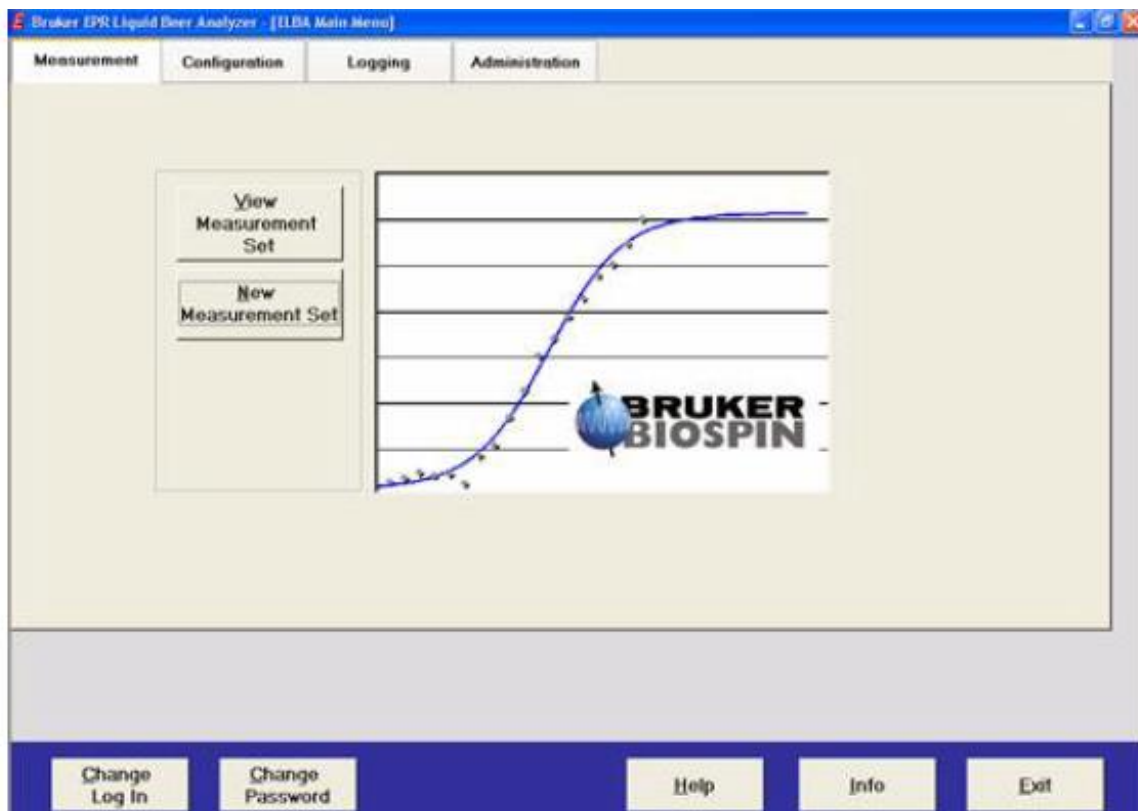 Bruker EPR Liquid Beer Analyzer - [ELBA Main Menu]
Measurement
Configuration
Logging
Administration
View
Measurement
Set
New
Measurement Set
BRUKER
BIOSPIN
Change
Log In
Change
Password
Help
Info
Exit